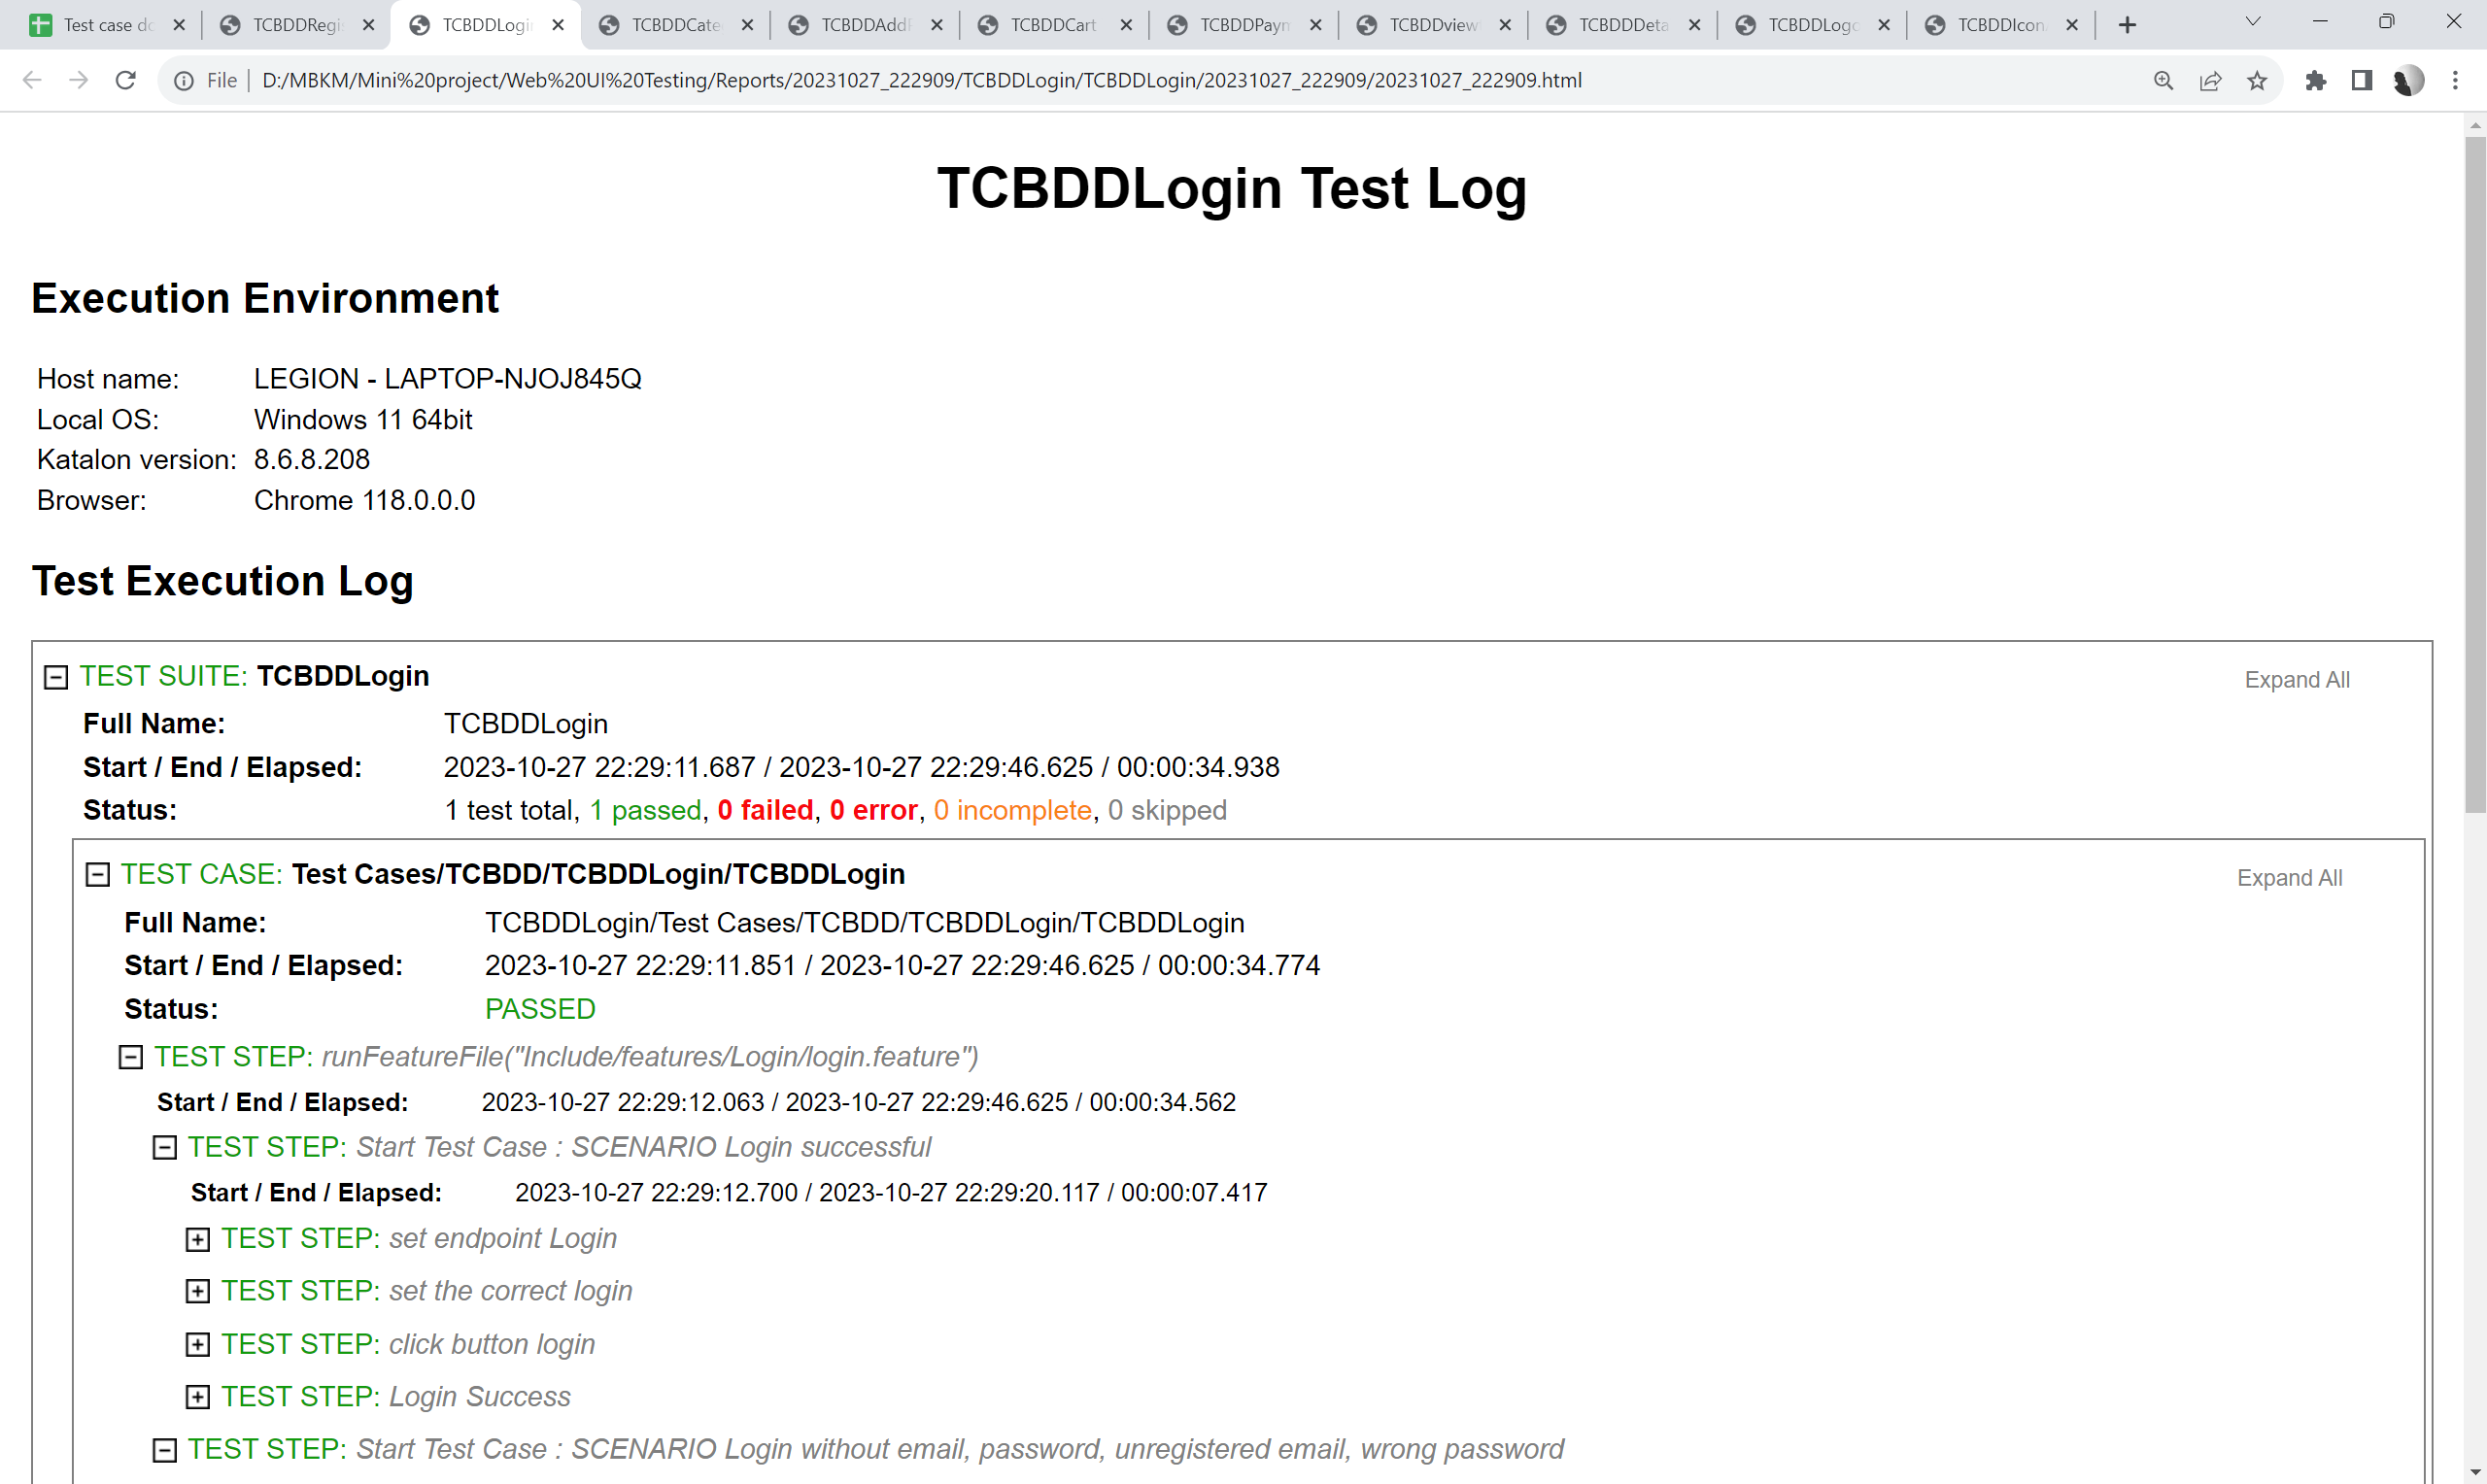 Test case do TCBDDRegi TCBDDLogi TCBDDCate TCBDDAddP TCBDDCart TCBDDPaym TCBDDview TCBDDDeta TCBDDLogo TCBDDIcon
File D:/MBKM/Mini%20project/Web%20UI%20Testing/Reports/20231027_222909/TCBDDLogin/TCBDDLogin/20231027_222909/20231027_222909.html
TCBDDLogin Test Log
Execution Environment
Host name: LEGION - LAPTOP-NJOJ845Q
Local OS: Windows 11 64bit
Katalon version: 8.6.8.208
Browser: Chrome 118.0.0.0
Test Execution Log
TEST SUITE: TCBDDLogin Expand All
Full Name: TCBDDLogin
Start / End / Elapsed: 2023-10-27 22:29:11.687 / 2023-10-27 22:29:46.625 / 00:00:34.938
Status: 1 test total, 1 passed, 0 failed, 0 error, 0 incomplete, 0 skipped
TEST CASE: Test Cases/TCBDD/TCBDDLogin/TCBDDLogin Expand All
Full Name: TCBDDLogin/Test Cases/TCBDD/TCBDDLogin/TCBDDLogin
Start / End / Elapsed: 2023-10-27 22:29:11.851 / 2023-10-27 22:29:46.625 / 00:00:34.774
Status: PASSED
TEST STEP: runFeatureFile("Include/features/Login/login.feature")
Start / End / Elapsed: 2023-10-27 22:29:12.063 / 2023-10-27 22:29:46.625 / 00:00:34.562
TEST STEP: Start Test Case : SCENARIO Login successful
Start / End / Elapsed: 2023-10-27 22:29:12.700 / 2023-10-27 22:29:20.117 / 00:00:07.417
TEST STEP: set endpoint Login
TEST STEP: set the correct login
TEST STEP: click button login
TEST STEP: Login Success
TEST STEP: Start Test Case : SCENARIO Login without email, password, unregistered email, wrong password